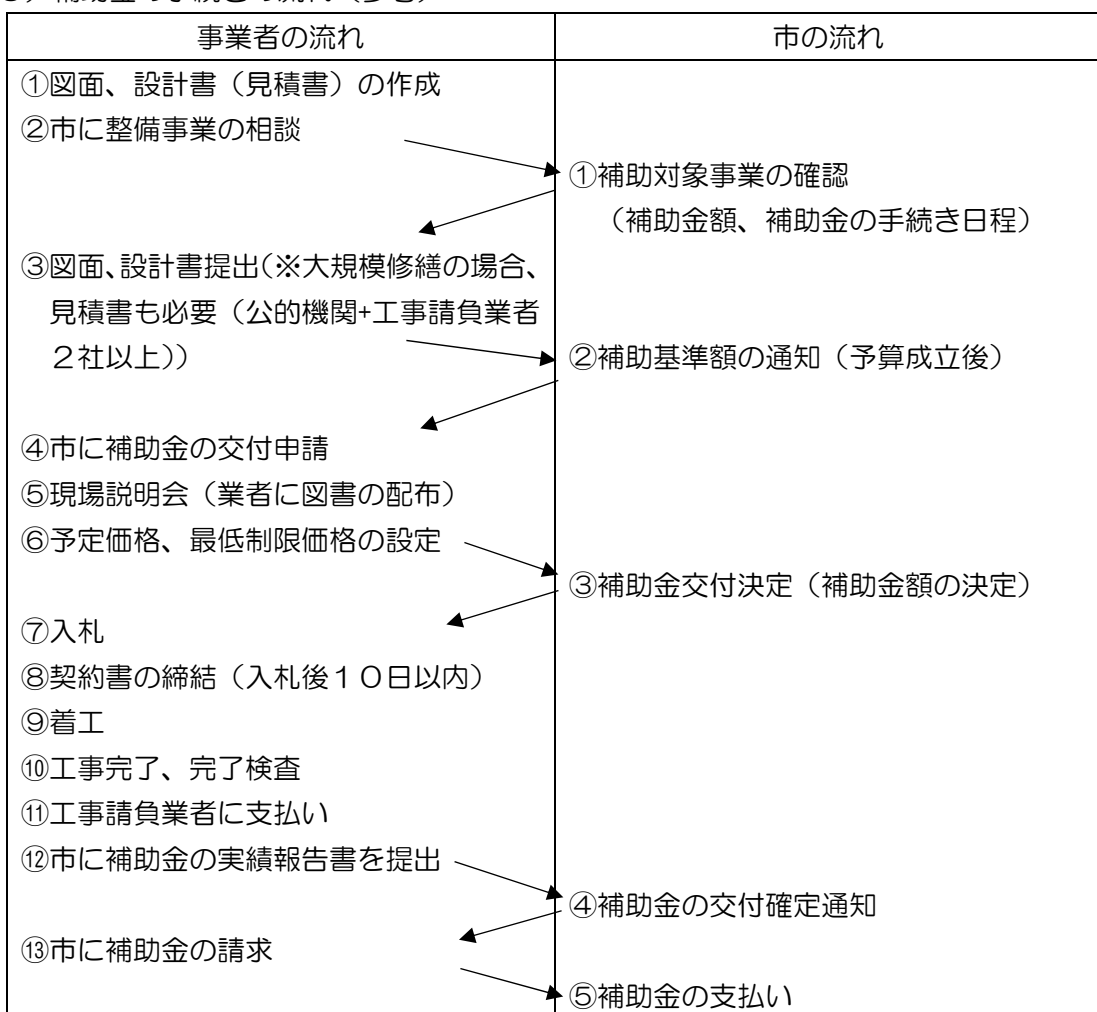 事業者の流れ
市の流れ
①図面、設計書（見積書）の作成
②市に整備事業の相談
①補助対象事業の確認
（補助金額、補助金の手続き日程）
③図面、設計書提出（※大規模修繕の場合、
見積書も必要（公的機関+工事請負業者
２社以上））
②補助基準額の通知（予算成立後）
④市に補助金の交付申請
⑤現場説明会（業者に図書の配布）
⑥予定価格、最低制限価格の設定
③補助金交付決定（補助金額の決定）
⑦入札
⑧契約書の締結（入札後１０日以内）
⑨着工
⑩工事完了、完了検査
⑪工事請負業者に支払い
⑫市に補助金の実績報告書を提出
④補助金の交付確定通知
⑬市に補助金の請求
⑤補助金の支払い